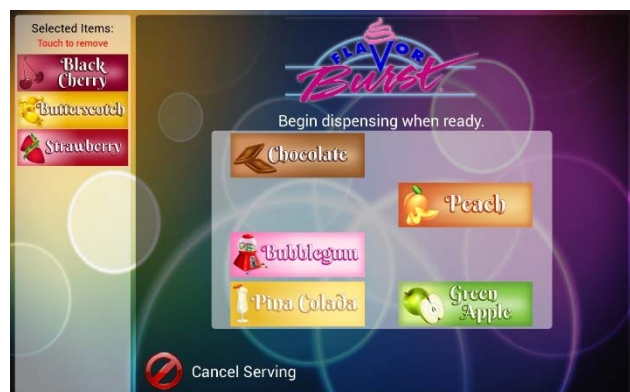 Selected Items:
Touch to remove
Black
Cherry
Butterscotch
Strawberry
FLAVOR
Burst
Begin dispensing when ready.
Chocolate
Peach
Bubblegum
Pina Colada
Green
Apple
Cancel Serving